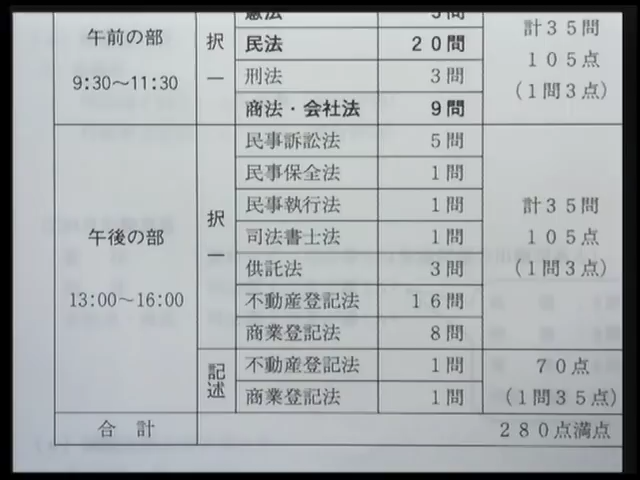 午前の部
9:30〜11:30
択一
憲法 3問
民法 20問
刑法 3問
商法・会社法 9問
計35問
105点
(1問3点)
午後の部
13:00〜16:00
択一
民事訴訟法 5問
民事保全法 1問
民事執行法 1問
司法書士法 1問
供託法 3問
不動産登記法 16問
商業登記法 8問
計35問
105点
(1問3点)
記述
不動産登記法 1問
商業登記法 1問
70点
(1問35点)
合計 280点満点